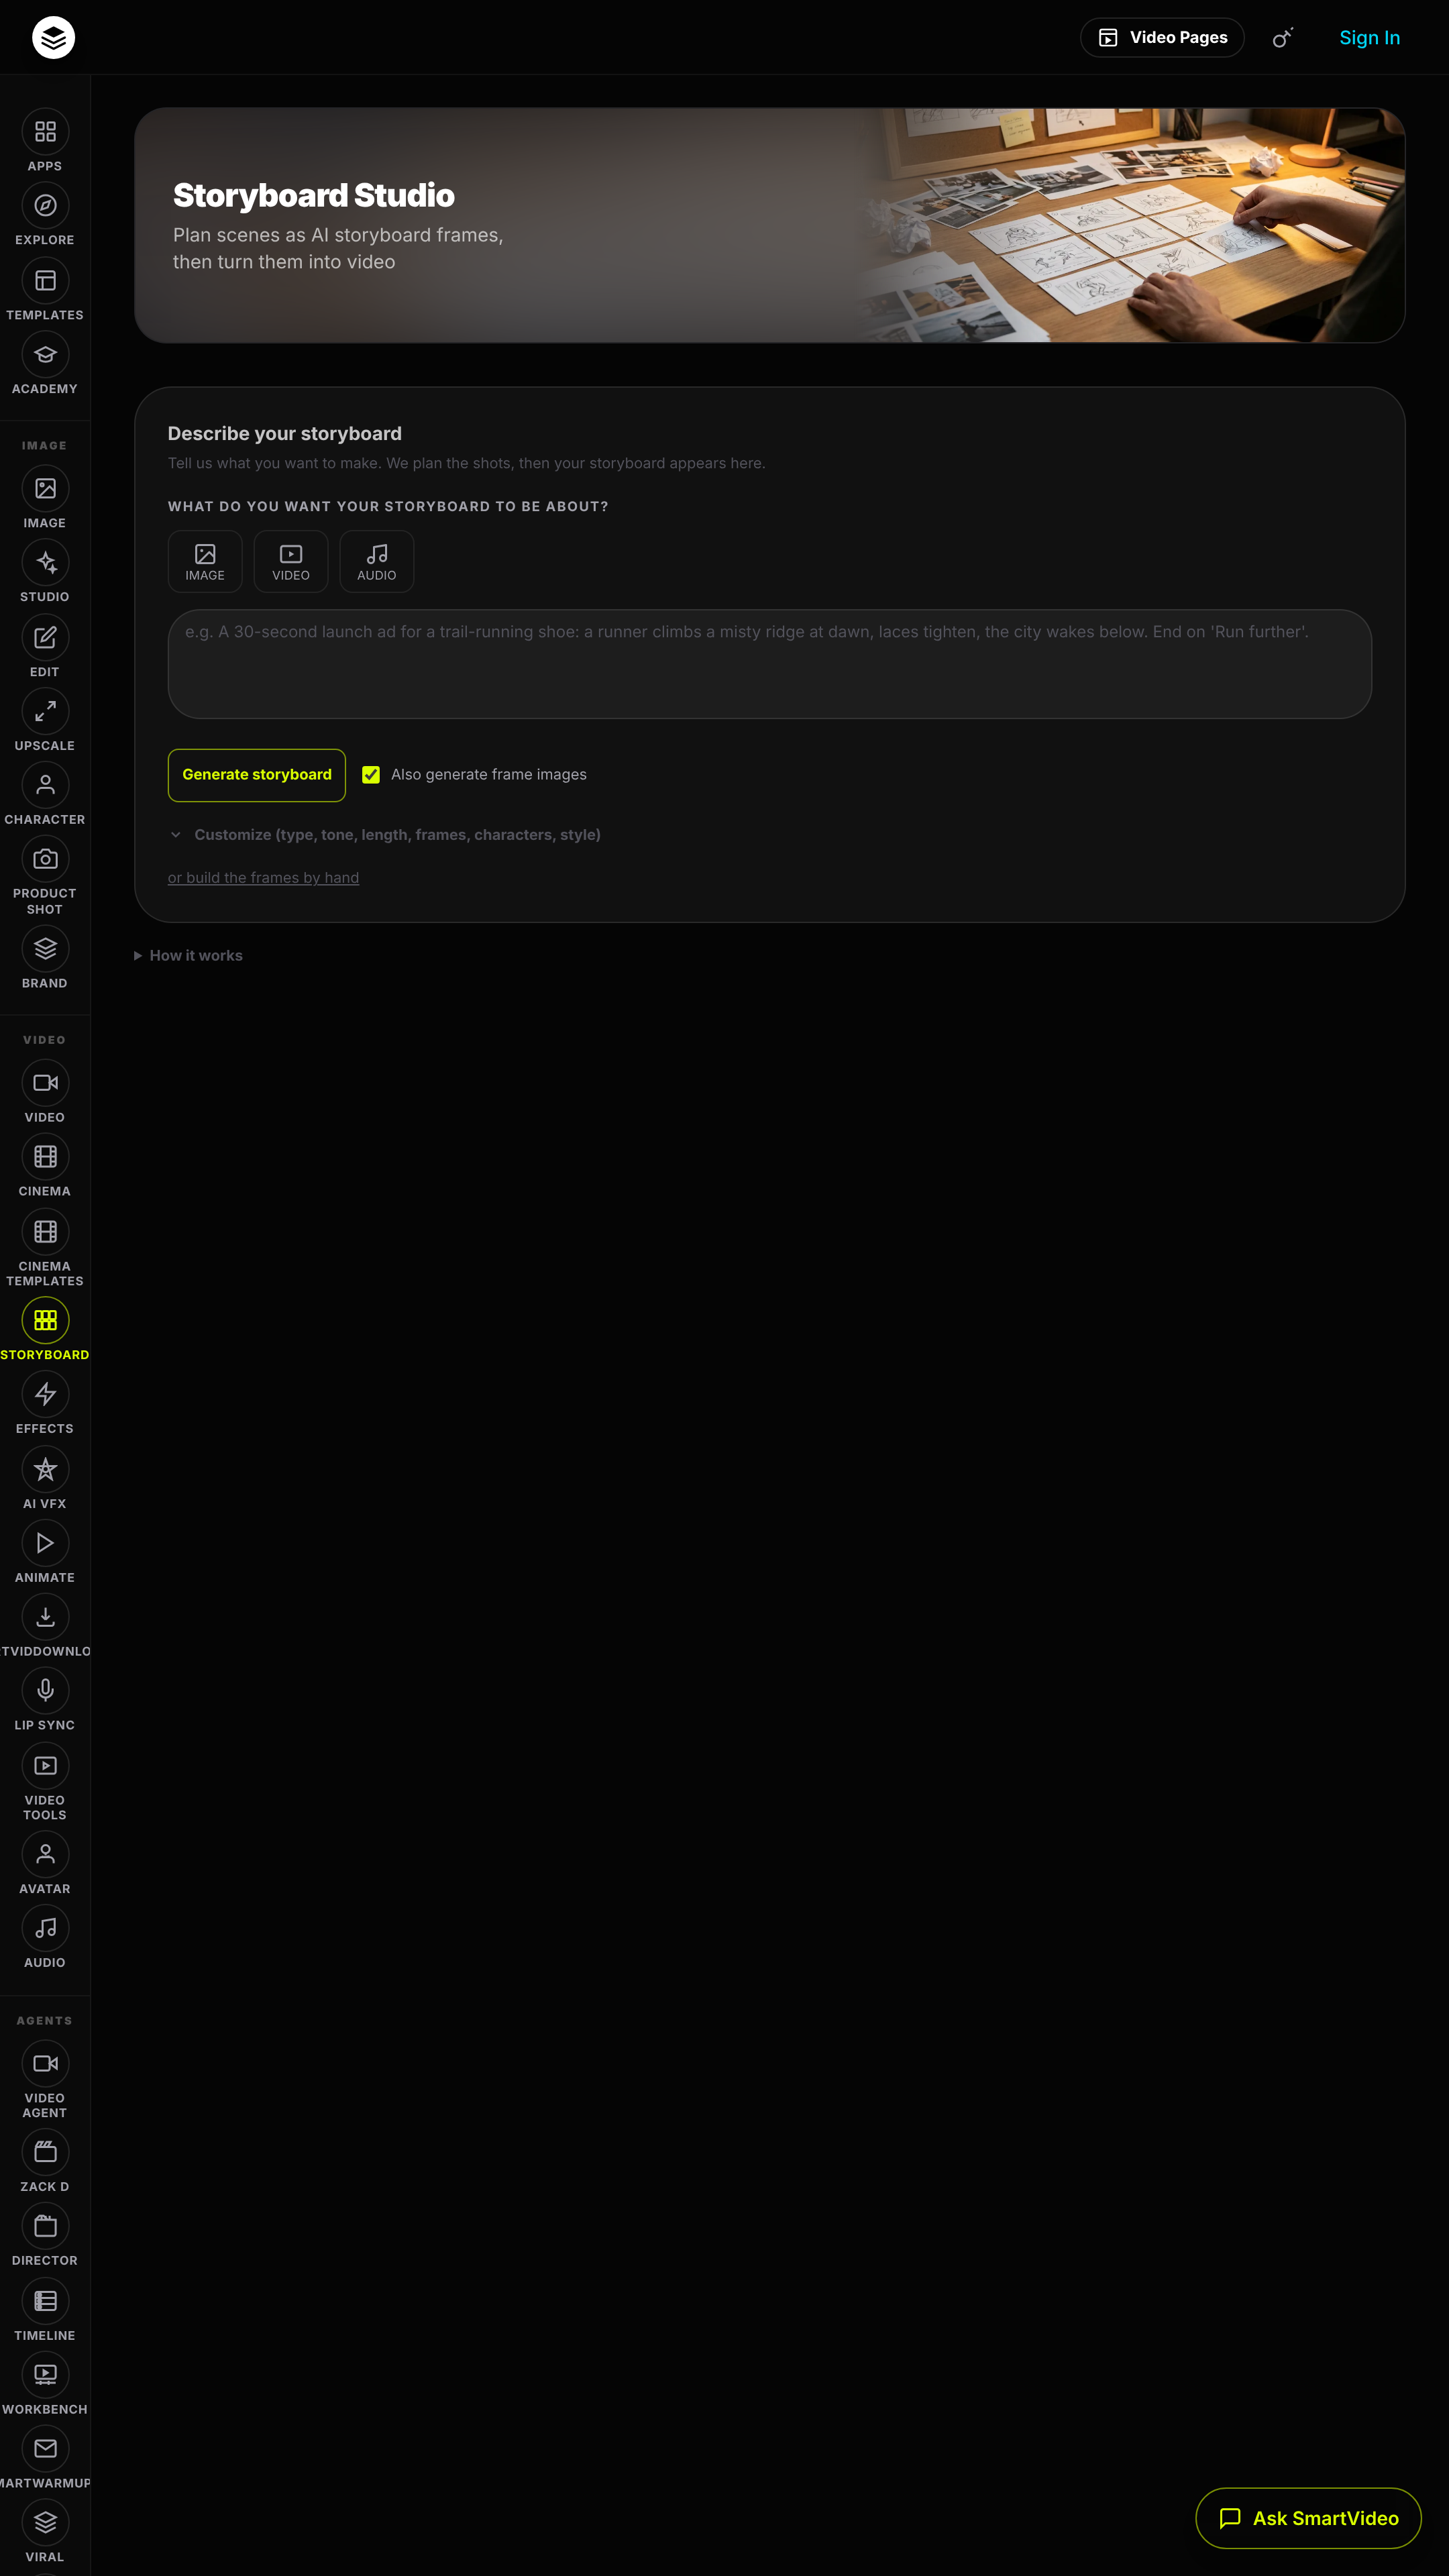 Video Pages
Sign In
APPS
EXPLORE
TEMPLATES
ACADEMY
IMAGE
IMAGE
STUDIO
EDIT
UPSCALE
CHARACTER
PRODUCT
SHOT
BRAND
VIDEO
VIDEO
CINEMA
CINEMA
TEMPLATES
STORYBOARD
EFFECTS
AI VFX
ANIMATE
TVIDDOWNLO
LIP SYNC
VIDEO
TOOLS
AVATAR
AUDIO
AGENTS
VIDEO
AGENT
ZACK D
DIRECTOR
TIMELINE
WORKBENCH
MARTWARMUP
VIRAL
Storyboard Studio
Plan scenes as AI storyboard frames,
then turn them into video
Describe your storyboard
Tell us what you want to make. We plan the shots, then your storyboard appears here.
WHAT DO YOU WANT YOUR STORYBOARD TO BE ABOUT?
IMAGE
VIDEO
AUDIO
e.g. A 30-second launch ad for a trail-running shoe: a runner climbs a misty ridge at dawn, laces tighten, the city wakes below. End on 'Run further'.
Generate storyboard
Also generate frame images
Customize (type, tone, length, frames, characters, style)
or build the frames by hand
How it works
Ask SmartVideo